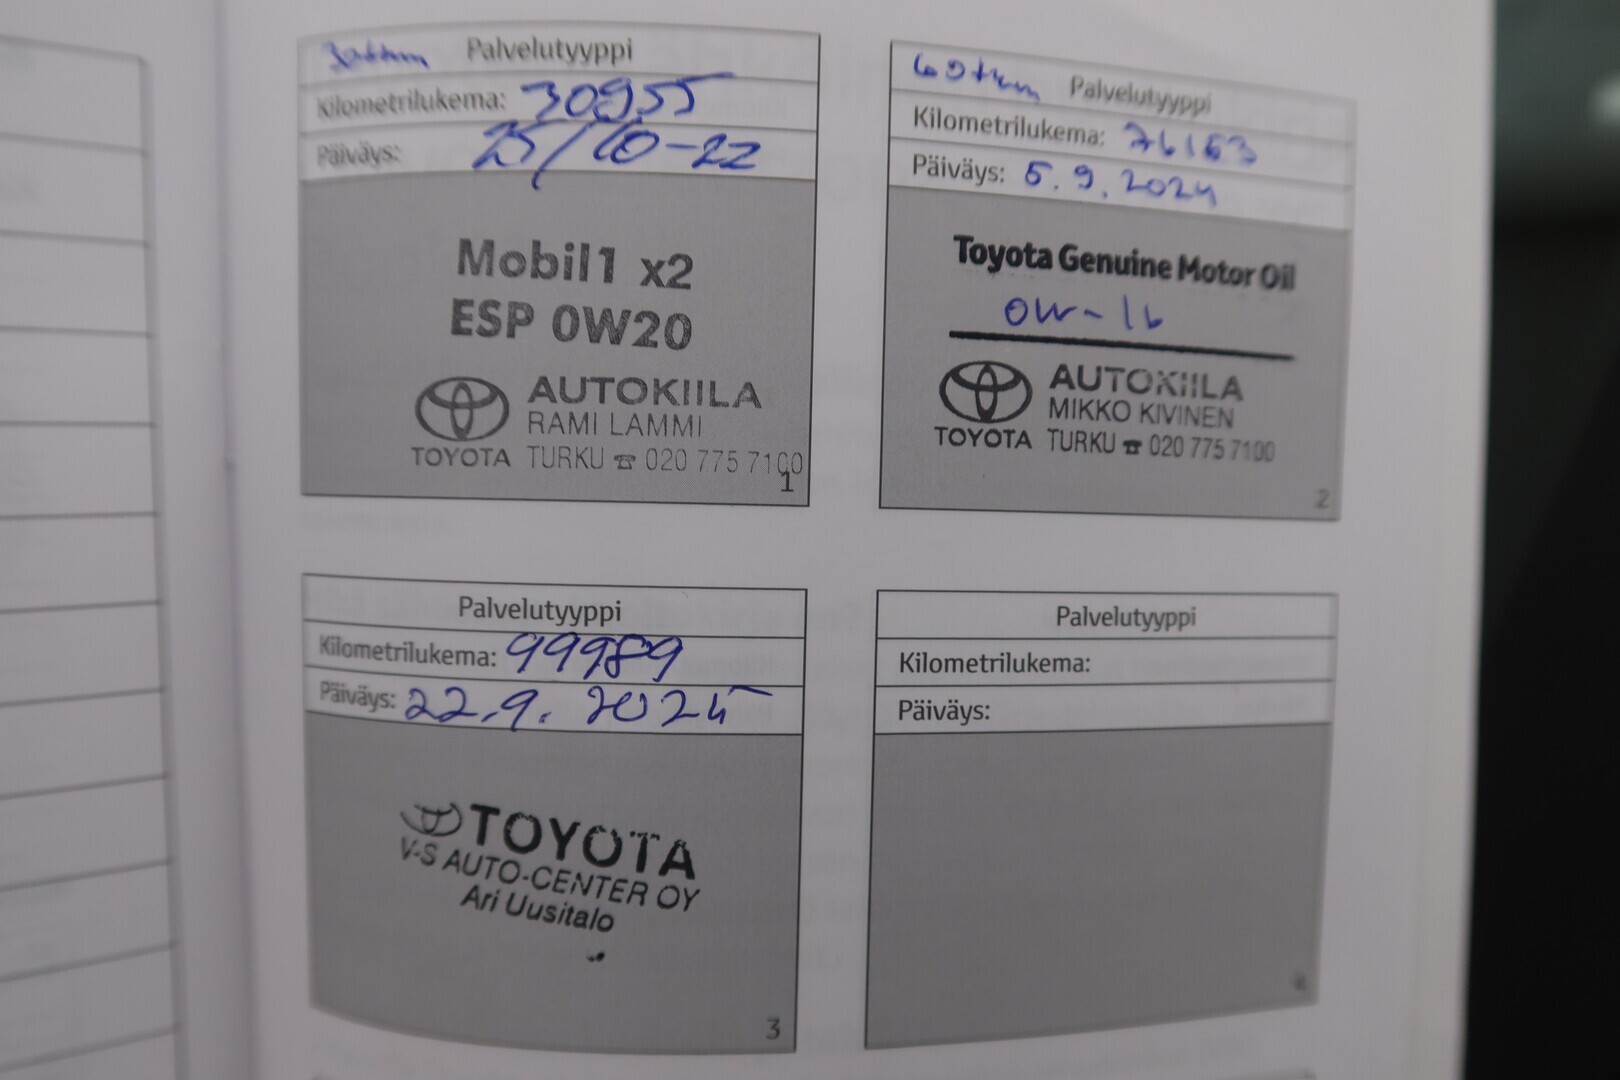 30tkm Palvelutyyppi
Kilometrilukema: 30955
Päiväys: 25/10-22
Mobil1 x2
ESP 0W20
AUTOKIILA
RAMI LAMMI
TOYOTA TURKU ☎ 020 775 7100
1
60tkm Palvelutyyppi
Kilometrilukema: 76163
Päiväys: 5.9.2024
Toyota Genuine Motor Oil
0W-16
AUTOKIILA
MIKKO KIVINEN
TOYOTA TURKU ☎ 020 775 7100
2
Palvelutyyppi
Kilometrilukema: 99989
Päiväys: 22.9.2025
TOYOTA
V-S AUTO-CENTER OY
Ari Uusitalo
3
Palvelutyyppi
Kilometrilukema:
Päiväys:
4